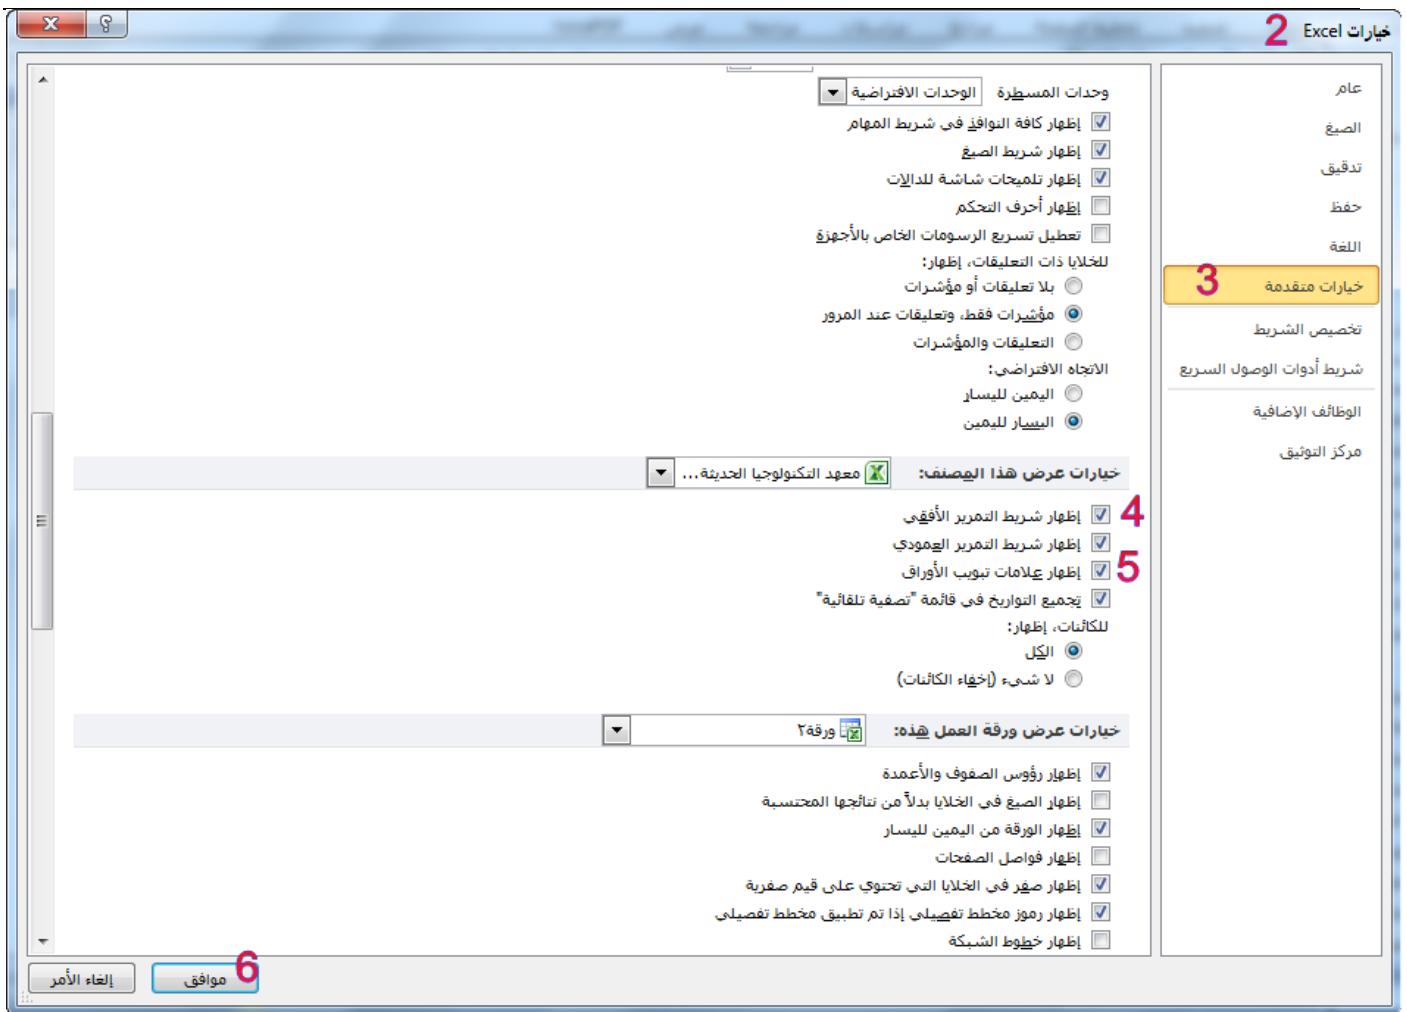 خيارات Excel 2
عام
الصيغ
تدقيق
حفظ
اللغة
خيارات متقدمة 3
تخصيص الشريط
شريط أدوات الوصول السريع
الوظائف الإضافية
مركز التوثيق
وحدات المسطرة الوحدات الافتراضية
إظهار كافة النوافذ في شريط المهام
إظهار شريط الصيغ
إظهار تلميحات شاشة للدالات
إظهار أحرف التحكم
تعطيل تسريع الرسومات الخاص بالأجهزة
للخلايا ذات التعليقات، إظهار:
بلا تعليقات أو مؤشرات
مؤشرات فقط، وتعليقات عند المرور
التعليقات والمؤشرات
الاتجاه الافتراضي:
اليمين لليسار
اليسار لليمين
خيارات عرض هذا المصنف: معهد التكنولوجيا الحديثة...
4 إظهار شريط التمرير الأفقي
إظهار شريط التمرير العمودي
5 إظهار علامات تبويب الأوراق
تجميع التواريخ في قائمة "تصفية تلقائية"
للكائنات، إظهار:
الكل
لا شيء (إخفاء الكائنات)
خيارات عرض ورقة العمل هذه: ورقة٢
إظهار رؤوس الصفوف والأعمدة
إظهار الصيغ في الخلايا بدلاً من نتائجها المحتسبة
إظهار الورقة من اليمين لليسار
إظهار فواصل الصفحات
إظهار صفر في الخلايا التي تحتوي على قيم صفرية
إظهار رموز مخطط تفصيلي إذا تم تطبيق مخطط تفصيلي
إظهار خطوط الشبكة
6 موافق
إلغاء الأمر